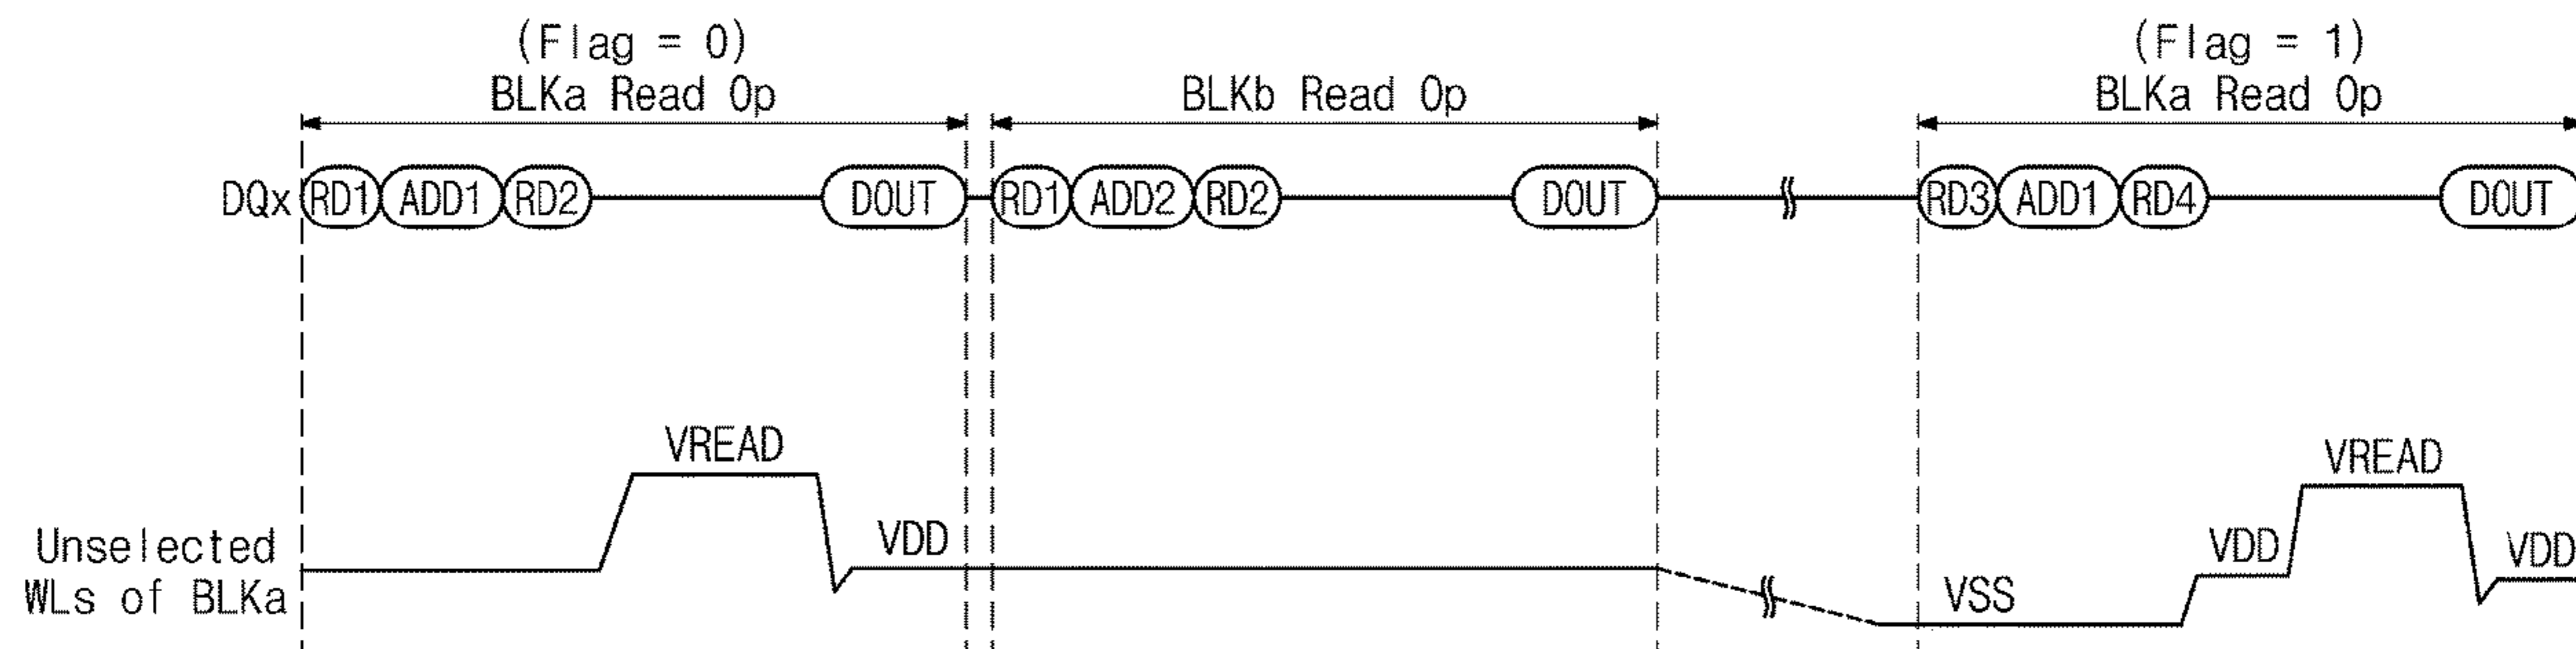 (Flag = 0)
BLKa Read Op
BLKb Read Op
(Flag = 1)
BLKa Read Op
DQx RD1 ADD1 RD2 DOUT RD1 ADD2 RD2 DOUT RD3 ADD1 RD4 DOUT
VREAD
VREAD
VDD
VDD
VDD
Unselected
WLs of BLKa
VSS